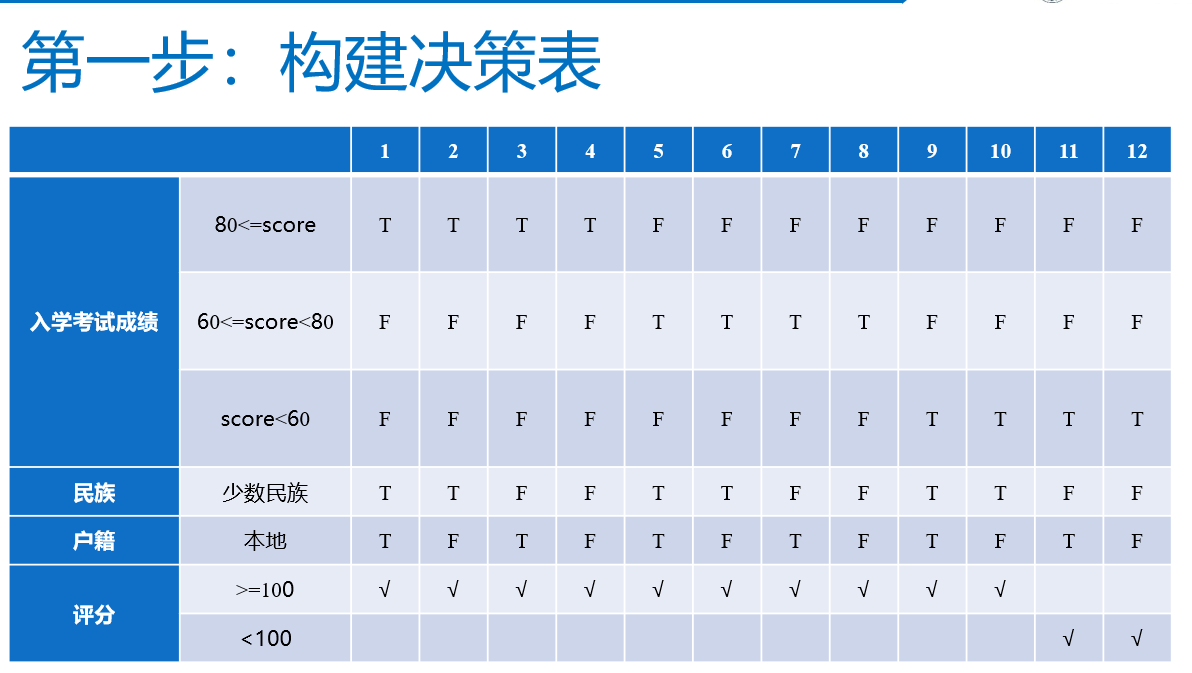 第一步：构建决策表
1 2 3 4 5 6 7 8 9 10 11 12
入学考试成绩
80<=score T T T T F F F F F F F F
60<=score<80 F F F F T T T T F F F F
score<60 F F F F F F F F T T T T
民族 少数民族 T T F F T T F F T T F F
户籍 本地 T F T F T F T F T F T F
评分
>=100 √ √ √ √ √ √ √ √ √ √
<100 √ √